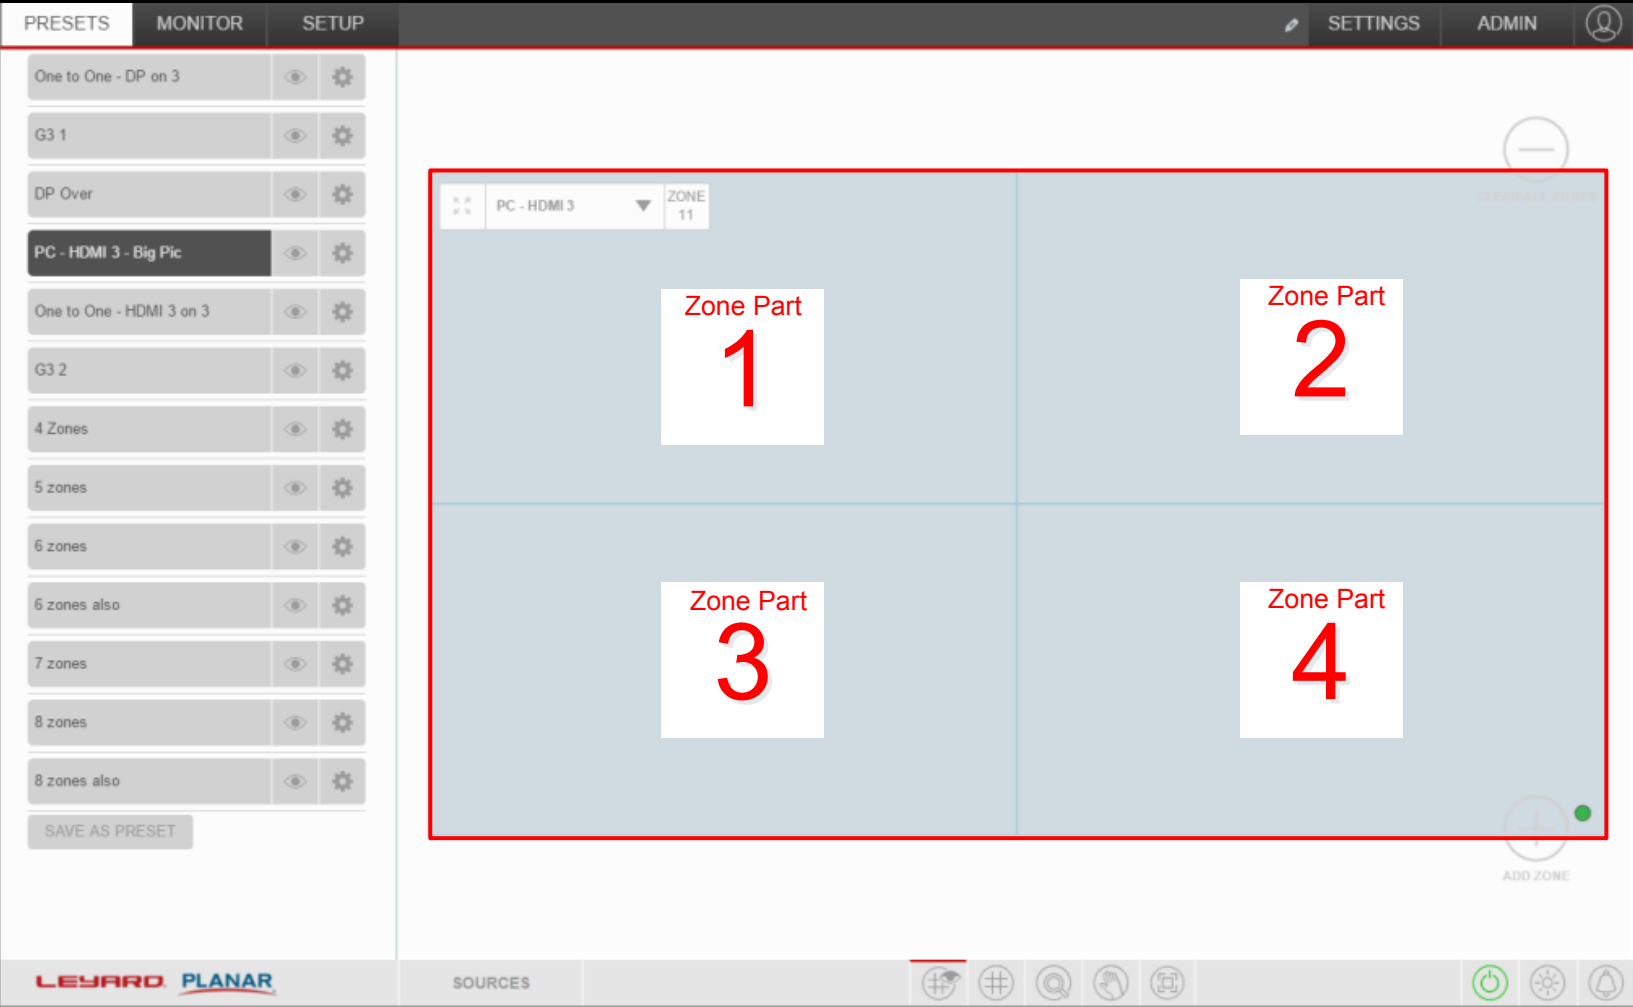 PRESETS
MONITOR
SETUP
SETTINGS
ADMIN
One to One - DP on 3
G3 1
DP Over
PC - HDMI 3 - Big Pic
One to One - HDMI 3 on 3
G3 2
4 Zones
5 zones
6 zones
6 zones also
7 zones
8 zones
8 zones also
SAVE AS PRESET
CLEAR ALL ZONES
PC - HDMI 3
ZONE
11
Zone Part
1
Zone Part
2
Zone Part
3
Zone Part
4
ADD ZONE
LEYARD PLANAR
SOURCES